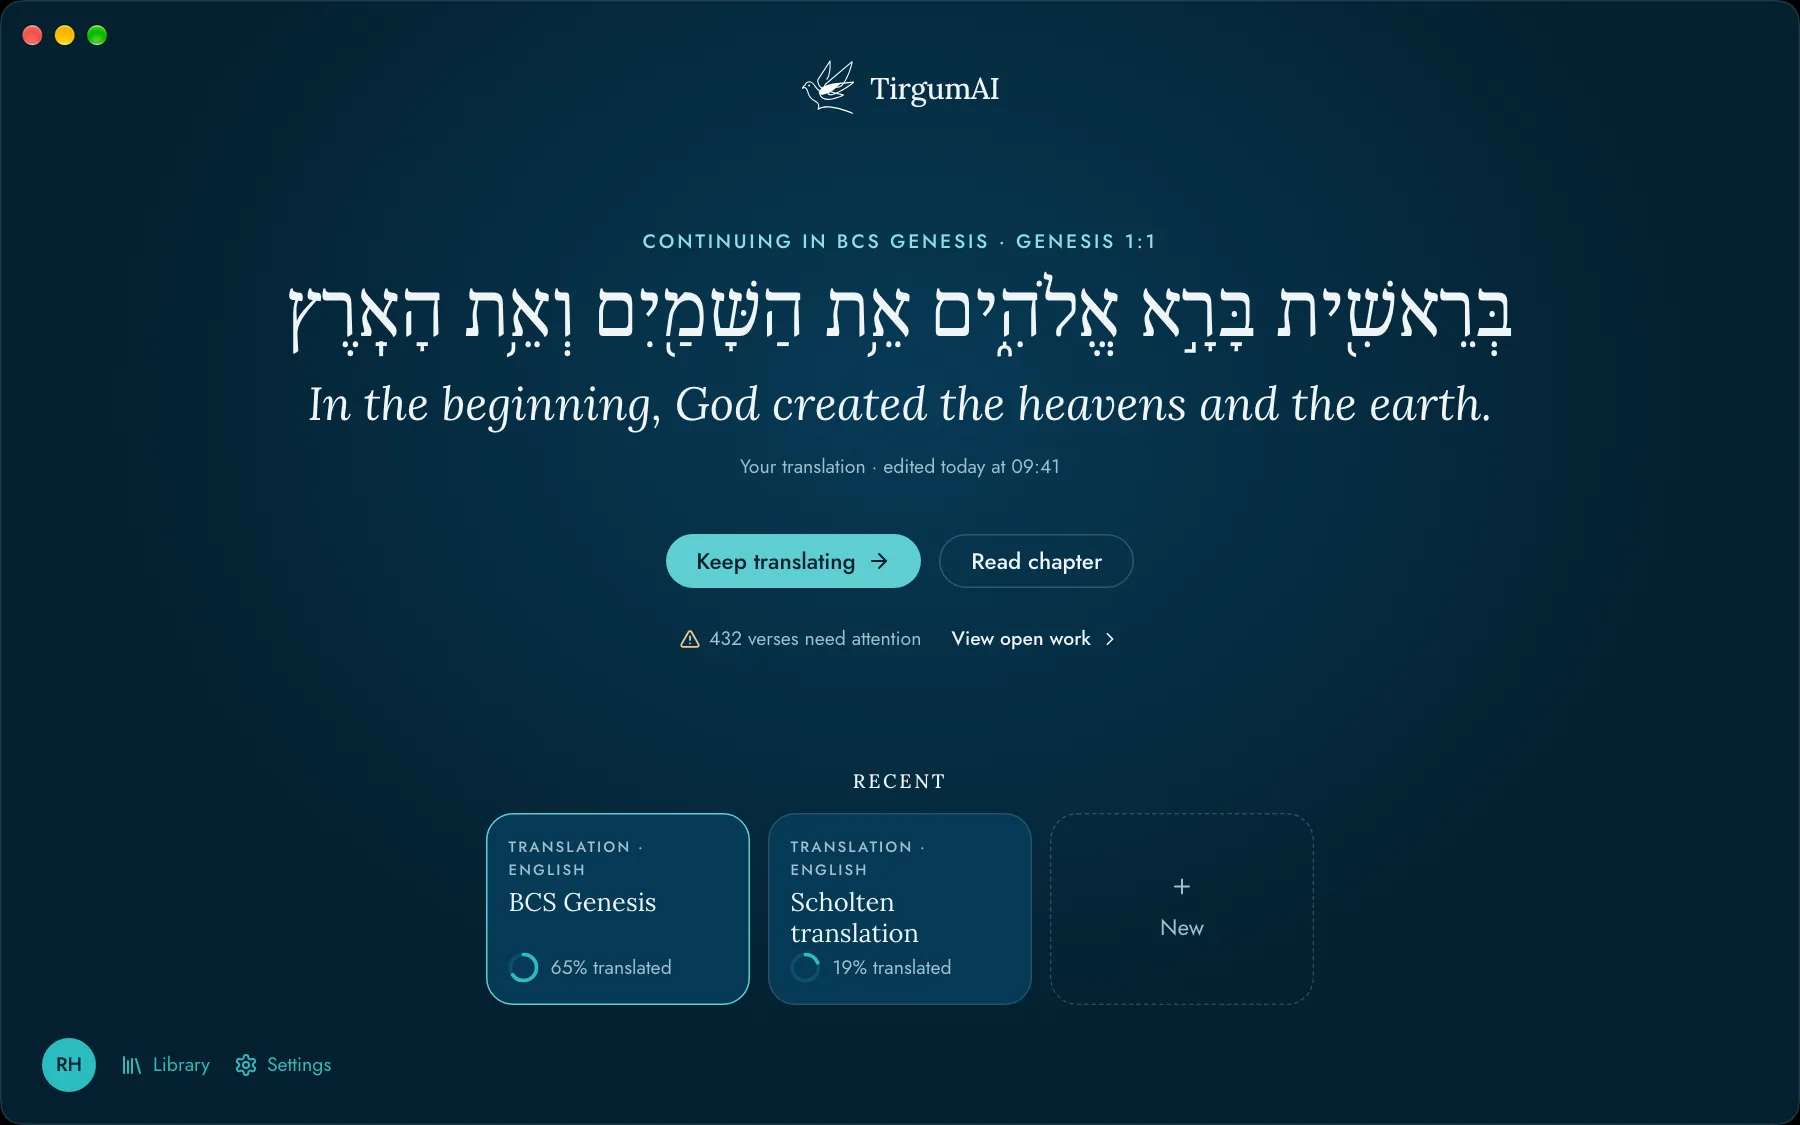 TirgumAI
CONTINUING IN BCS GENESIS · GENESIS 1:1
בְּרֵאשִׁ֖ית בָּרָ֣א אֱלֹהִ֑ים אֵ֥ת הַשָּׁמַ֖יִם וְאֵ֥ת הָאָֽרֶץ
In the beginning, God created the heavens and the earth.
Your translation · edited today at 09:41
Keep translating → Read chapter
432 verses need attention View open work >
RECENT
TRANSLATION ·
ENGLISH
BCS Genesis
65% translated
TRANSLATION ·
ENGLISH
Scholten
translation
19% translated
+
New
RH Library Settings